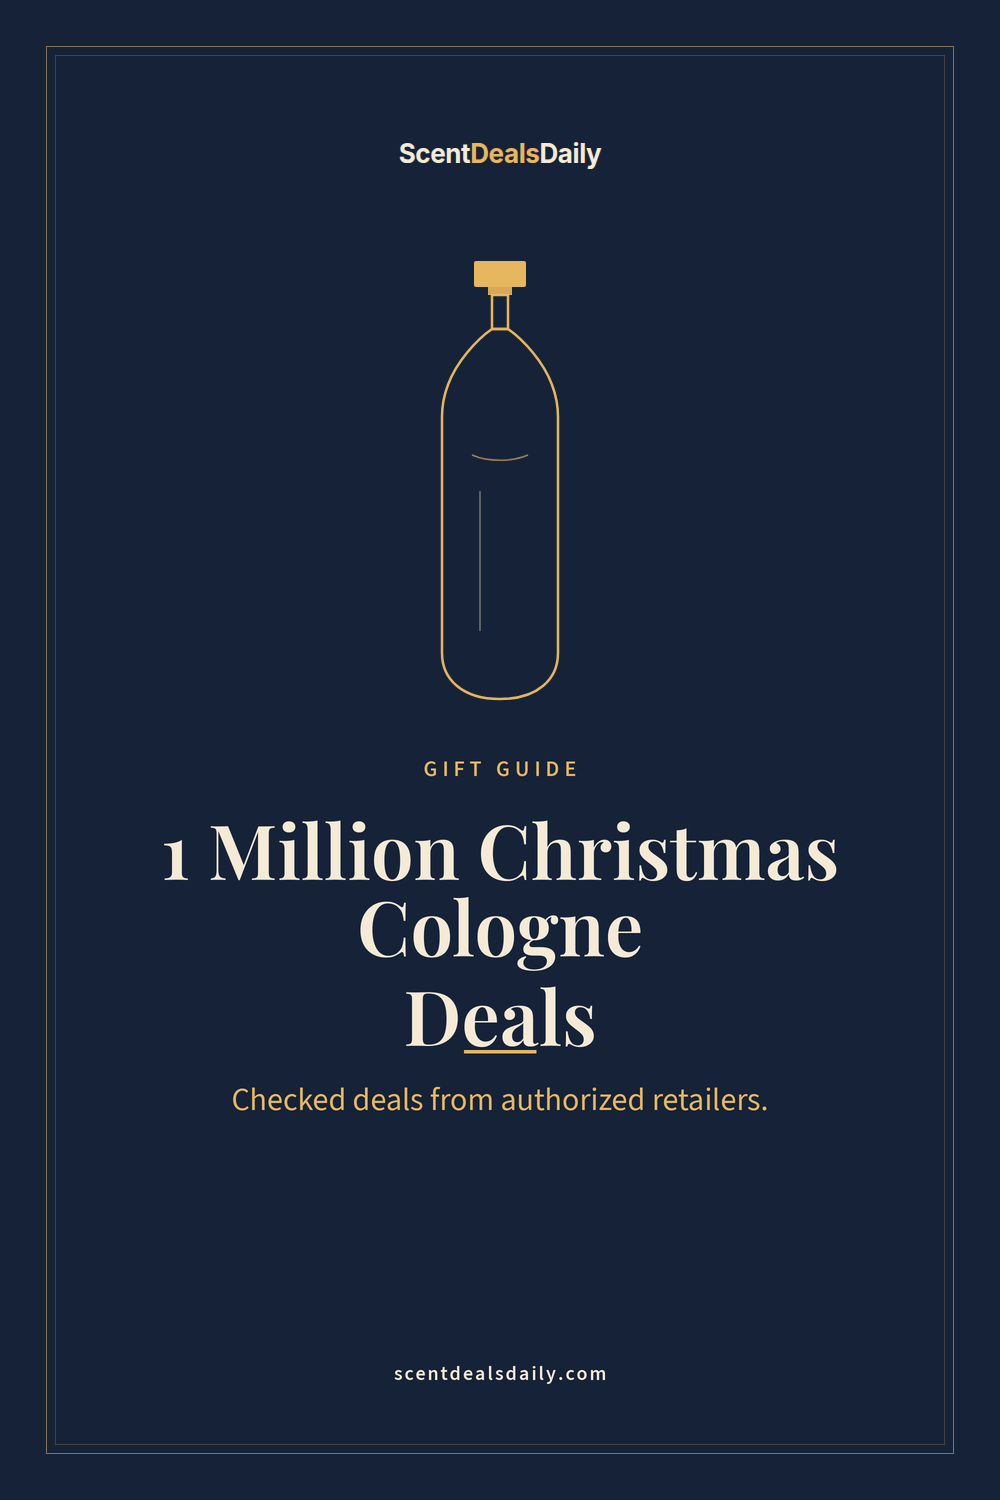 ScentDealsDaily
GIFT GUIDE
1 Million Christmas
Cologne
Deals
Checked deals from authorized retailers.
scentdealsdaily.com